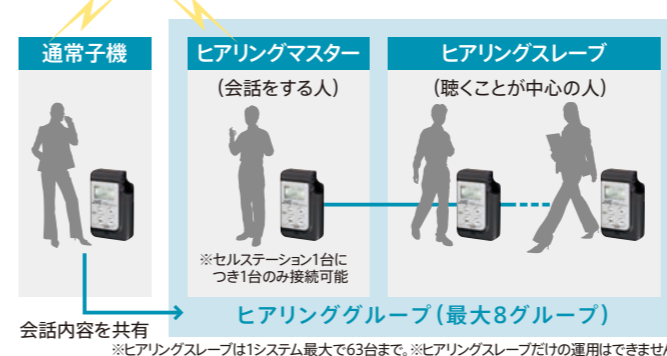 通常子機
ヒアリングマスター
(会話をする人)
※セルステーション1台に
つき1台のみ接続可能
ヒアリングスレーブ
(聴くことが中心の人)
ヒアリンググループ(最大8グループ)
会話内容を共有
※ヒアリングスレーブは1システム最大で63台まで。※ヒアリングスレーブだけの運用はできません